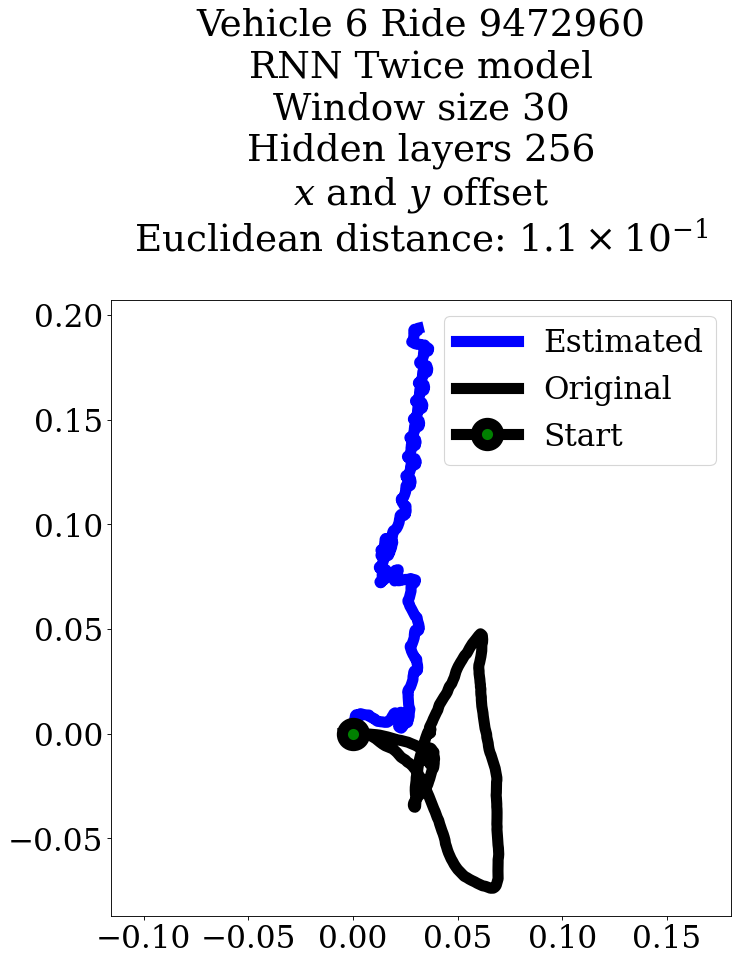 Vehicle 6 Ride 9472960
RNN Twice model
Window size 30
Hidden layers 256
x and y offset
Euclidean distance: 1.1 × 10⁻¹
0.20
0.15
0.10
0.05
0.00
−0.05
Estimated
Original
Start
−0.10 −0.05 0.00 0.05 0.10 0.15